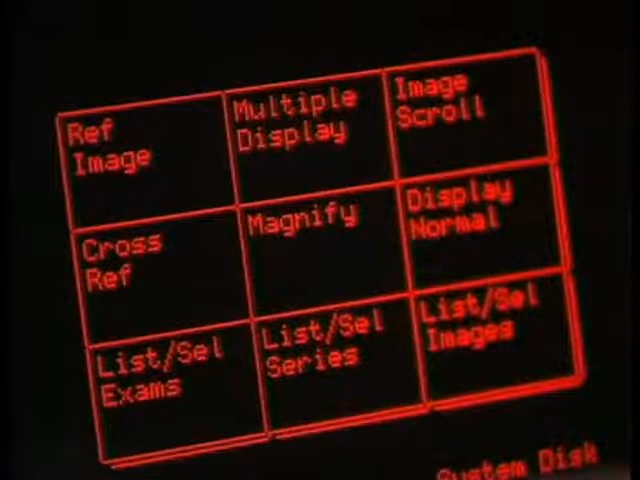 Ref
Image
Multiple
Display
Image
Scroll
Cross
Ref
Magnify
Display
Normal
List/Sel
Exams
List/Sel
Series
List/Sel
Images
System Disk